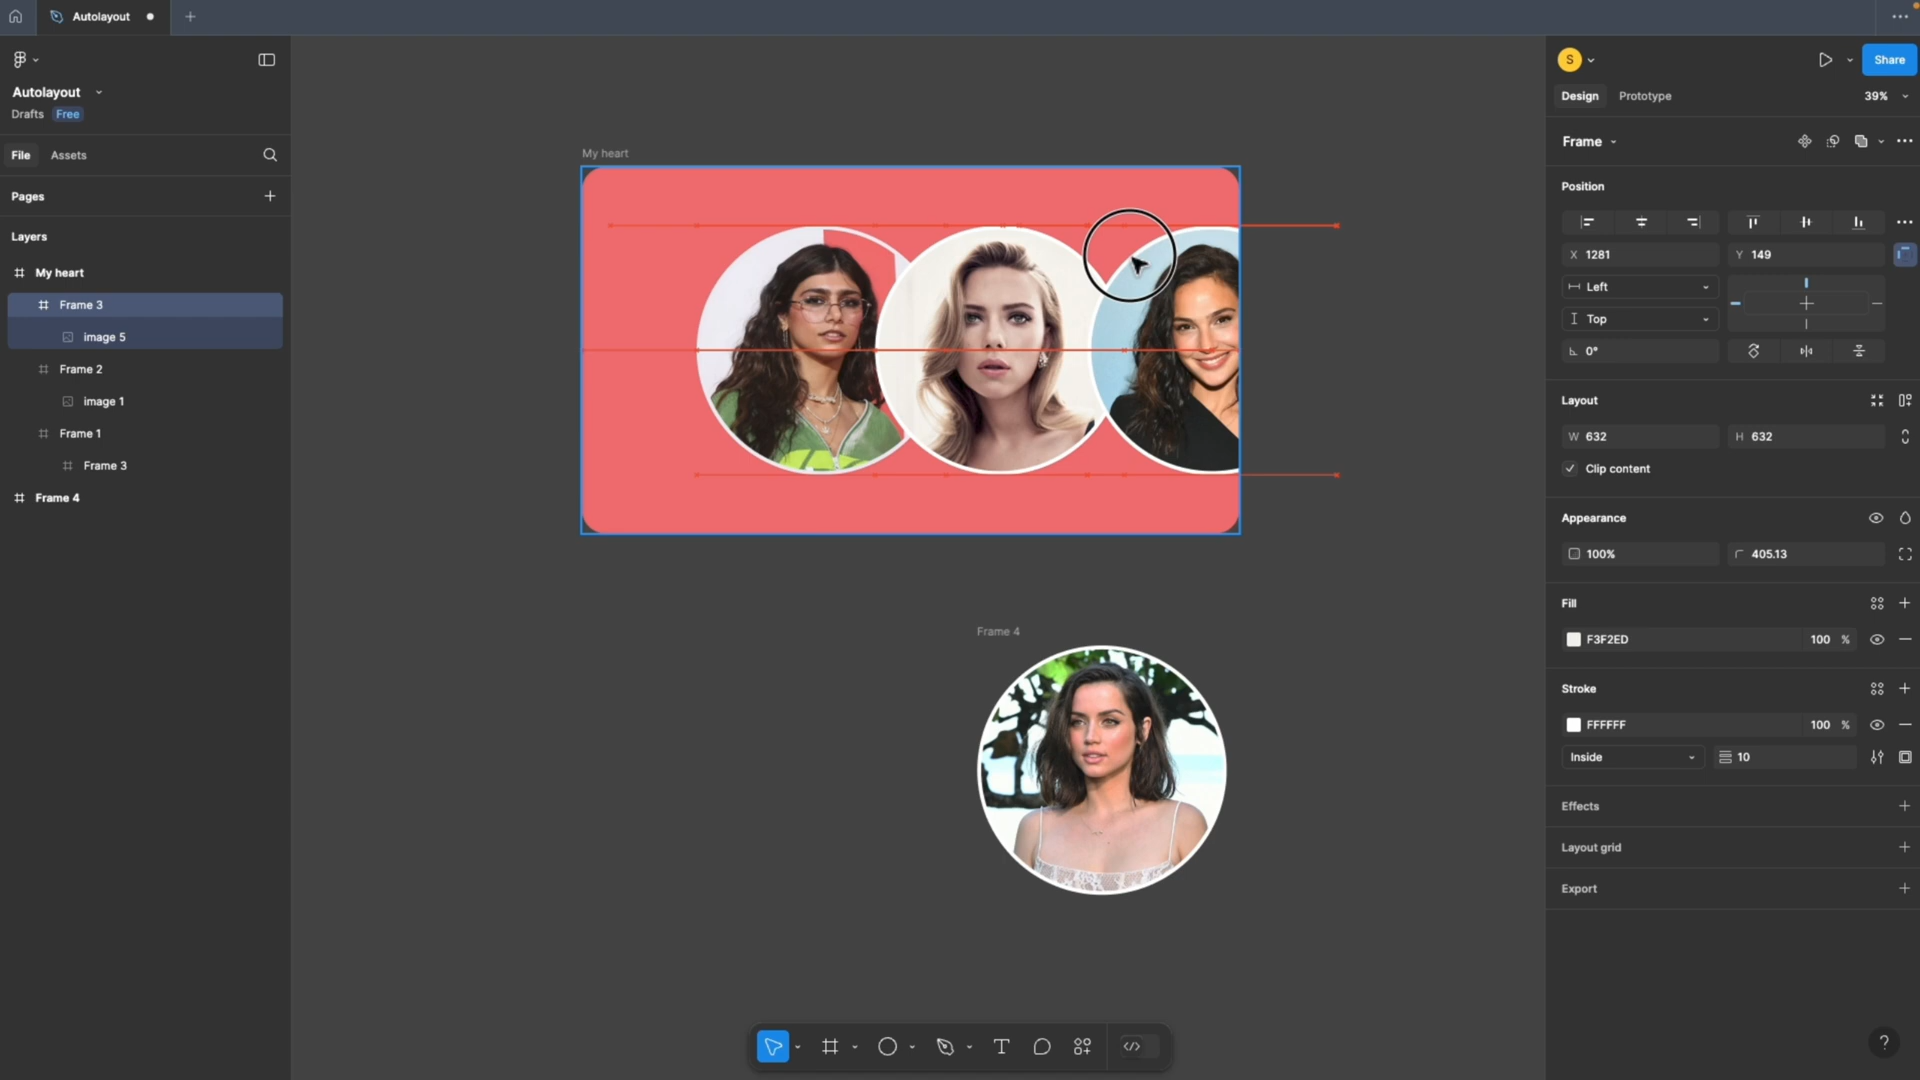 Autolayout
Autolayout
Drafts Free
File Assets
Pages
Layers
My heart
Frame 3
image 5
Frame 2
image 1
Frame 1
Frame 3
Frame 4
My heart
Frame 4
S
Share
Design Prototype 39%
Frame
Position
X 1281 Y 149
Left
Top
0°
Layout
W 632 H 632
Clip content
Appearance
100% 405.13
Fill
F3F2ED 100 %
Stroke
FFFFFF 100 %
Inside 10
Effects
Layout grid
Export
?